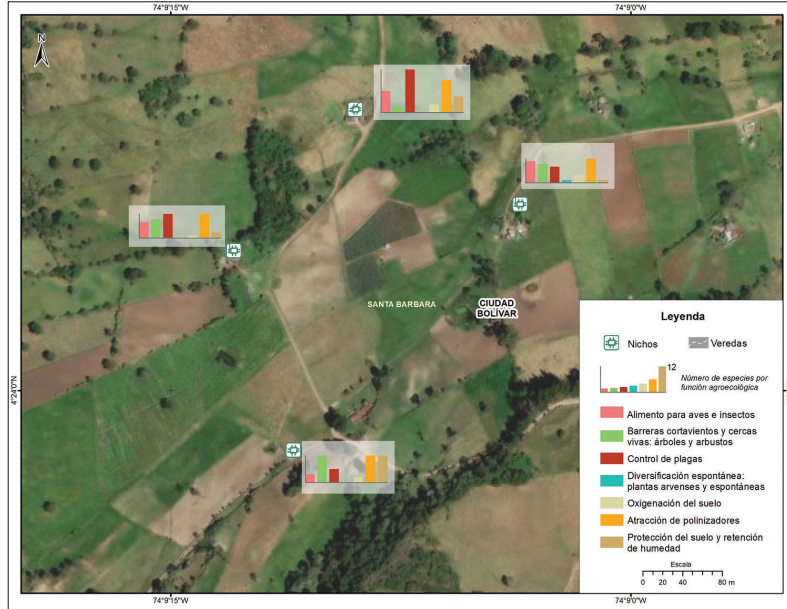 74°9'15"W
74°9'0"W
N
SANTA BARBARA
CIUDAD
BOLÍVAR
4°24'0"N
Leyenda
Nichos
Veredas
12
Número de especies por
función agroecológica
Alimento para aves e insectos
Barreras cortavientos y cercas
vivas: árboles y arbustos
Control de plagas
Diversificación espontánea:
plantas arvenses y espontáneas
Oxigenación del suelo
Atracción de polinizadores
Protección del suelo y retención
de humedad
Escala
0 20 40 80 m
74°9'15"W
74°9'0"W